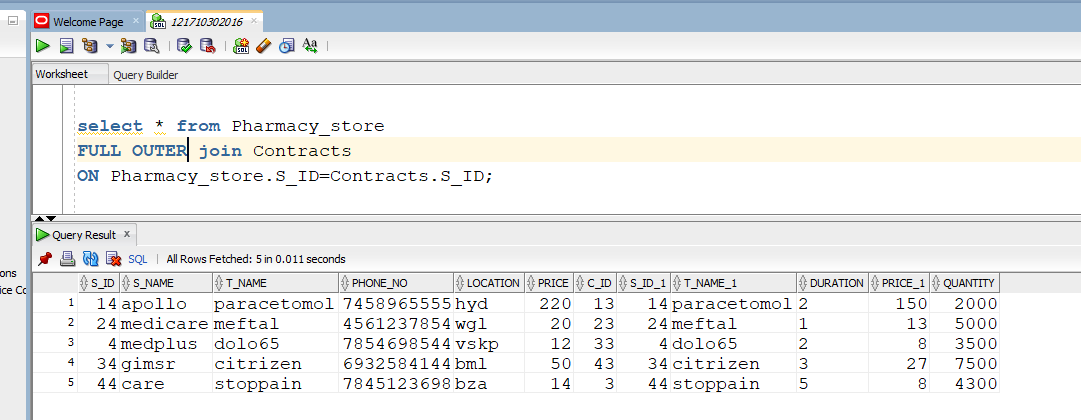 Welcome Page × 121710302016 ×
Worksheet Query Builder
select * from Pharmacy_store
FULL OUTER join Contracts
ON Pharmacy_store.S_ID=Contracts.S_ID;
Query Result ×
SQL | All Rows Fetched: 5 in 0.011 seconds
S_ID S_NAME T_NAME PHONE_NO LOCATION PRICE C_ID S_ID_1 T_NAME_1 DURATION PRICE_1 QUANTITY
1 14 apollo paracetomol 7458965555 hyd 220 13 14 paracetomol 2 150 2000
2 24 medicare meftal 4561237854 wgl 20 23 24 meftal 1 13 5000
3 4 medplus dolo65 7854698544 vskp 12 33 4 dolo65 2 8 3500
4 34 gimsr citrizen 6932584144 bml 50 43 34 citrizen 3 27 7500
5 44 care stoppain 7845123698 bza 14 3 44 stoppain 5 8 4300
ons
ice Co